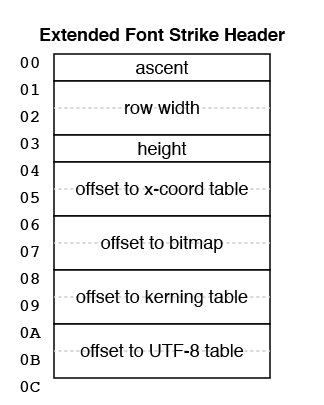 Extended Font Strike Header
00
ascent
01
row width
02
03
height
04
offset to x-coord table
05
06
offset to bitmap
07
08
offset to kerning table
09
0A
offset to UTF-8 table
0B
0C